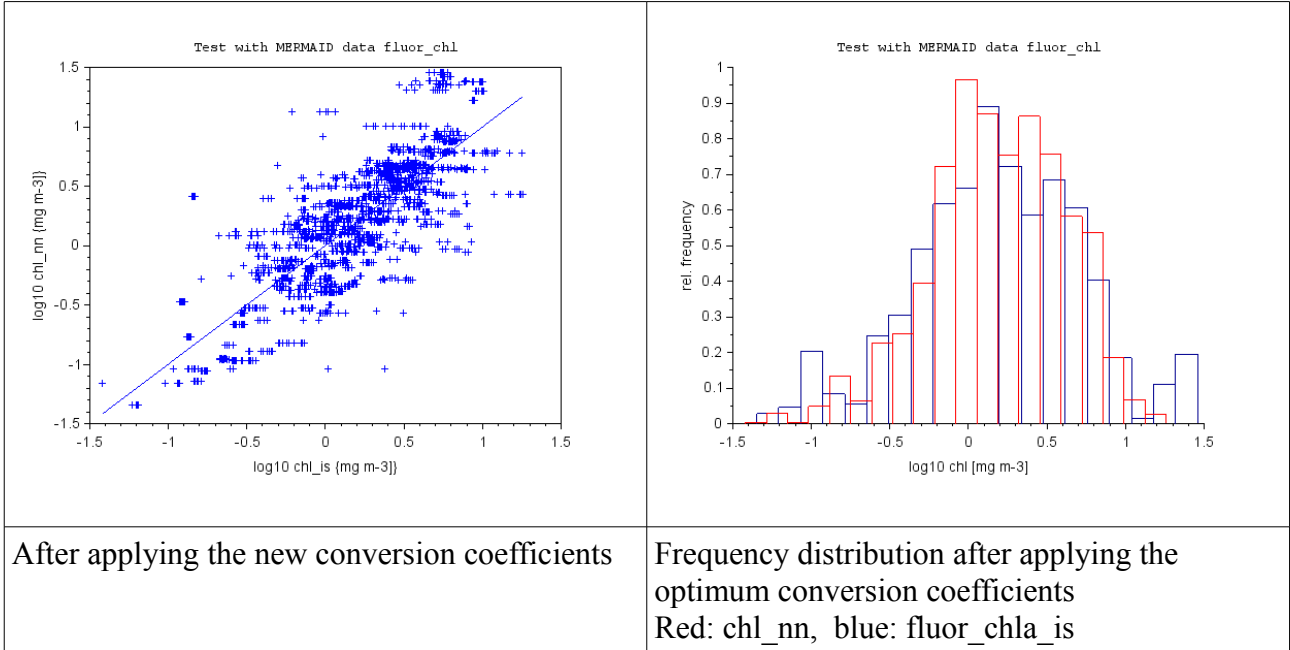 Test with MERMAID data fluor_chl
1.5
1
0.5
0
-0.5
-1
-1.5
log10 chl_nn {mg m-3]}
-1.5 -1 -0.5 0 0.5 1 1.5
log10 chl_is {mg m-3]}
Test with MERMAID data fluor_chl
1
0.9
0.8
0.7
0.6
0.5
0.4
0.3
0.2
0.1
0
rel. frequency
-1.5 -1 -0.5 0 0.5 1 1.5
log10 chl [mg m-3]
After applying the new conversion coefficients
Frequency distribution after applying the
optimum conversion coefficients
Red: chl_nn, blue: fluor_chla_is